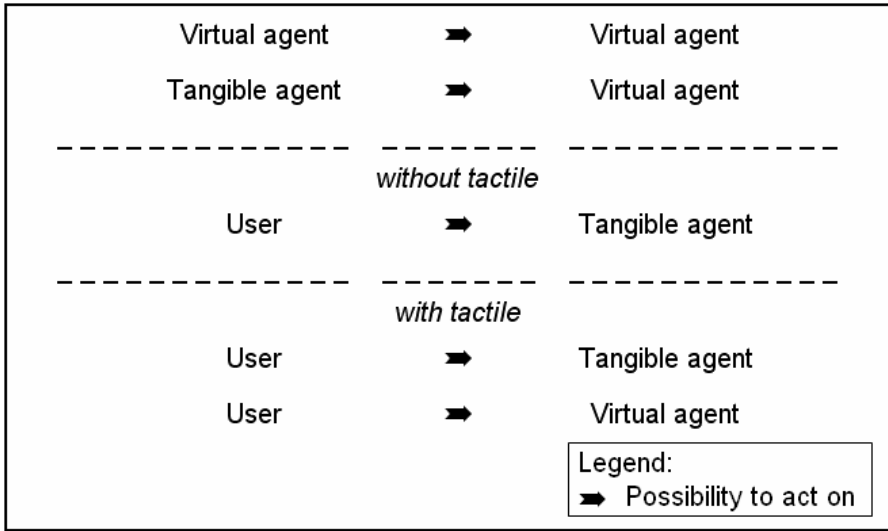 Virtual agent ➨ Virtual agent
Tangible agent ➨ Virtual agent
without tactile
User ➨ Tangible agent
with tactile
User ➨ Tangible agent
User ➨ Virtual agent
Legend:
➨ Possibility to act on